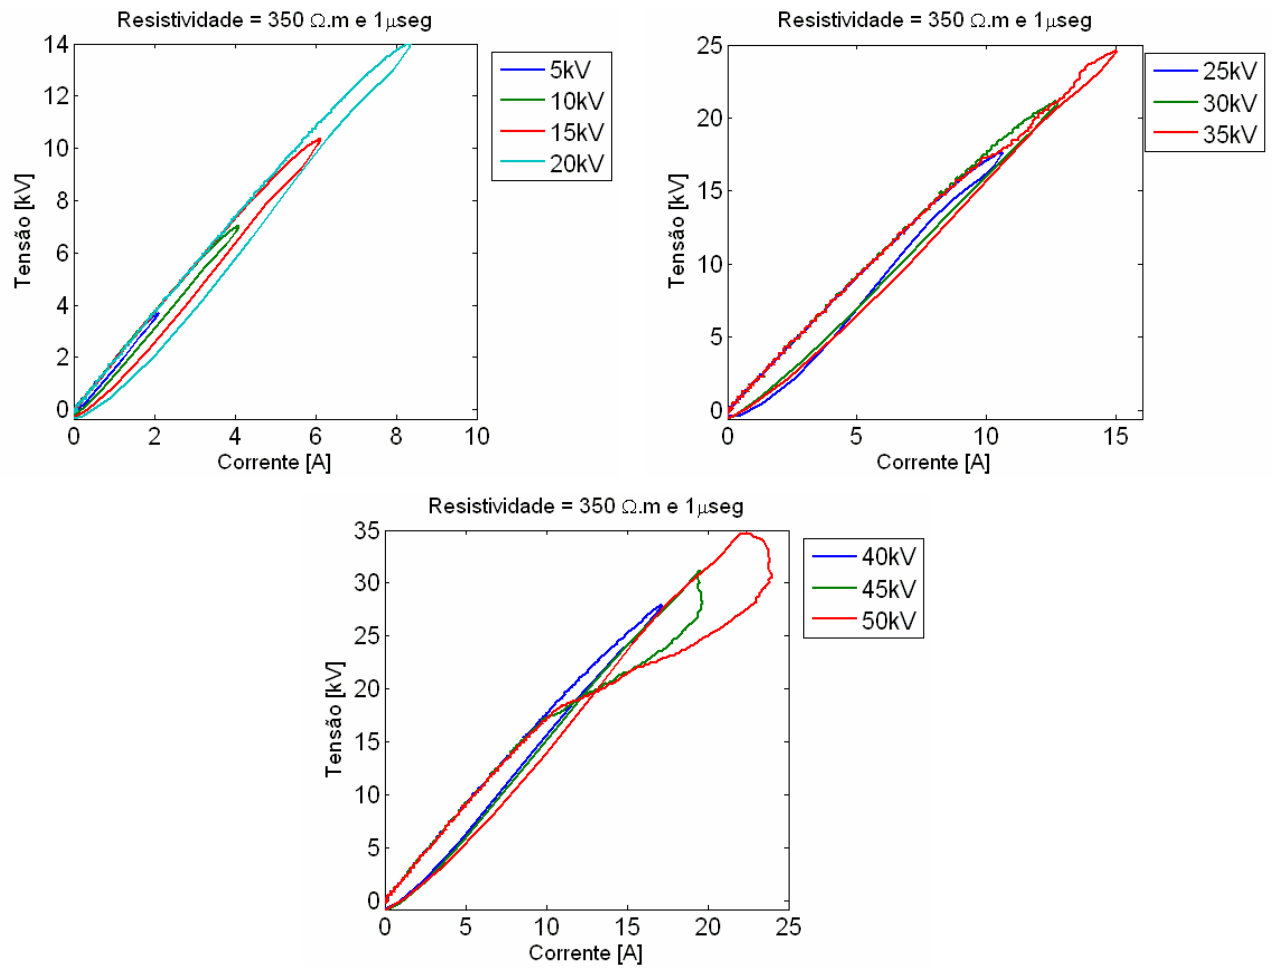 Resistividade = 350 Ω.m e 1μseg
14
12
10
8
6
4
2
0
Tensão [kV]
0 2 4 6 8 10
Corrente [A]
5kV
10kV
15kV
20kV
Resistividade = 350 Ω.m e 1μseg
25
20
15
10
5
0
Tensão [kV]
0 5 10 15
Corrente [A]
25kV
30kV
35kV
Resistividade = 350 Ω.m e 1μseg
35
30
25
20
15
10
5
0
Tensão [kV]
0 5 10 15 20 25
Corrente [A]
40kV
45kV
50kV